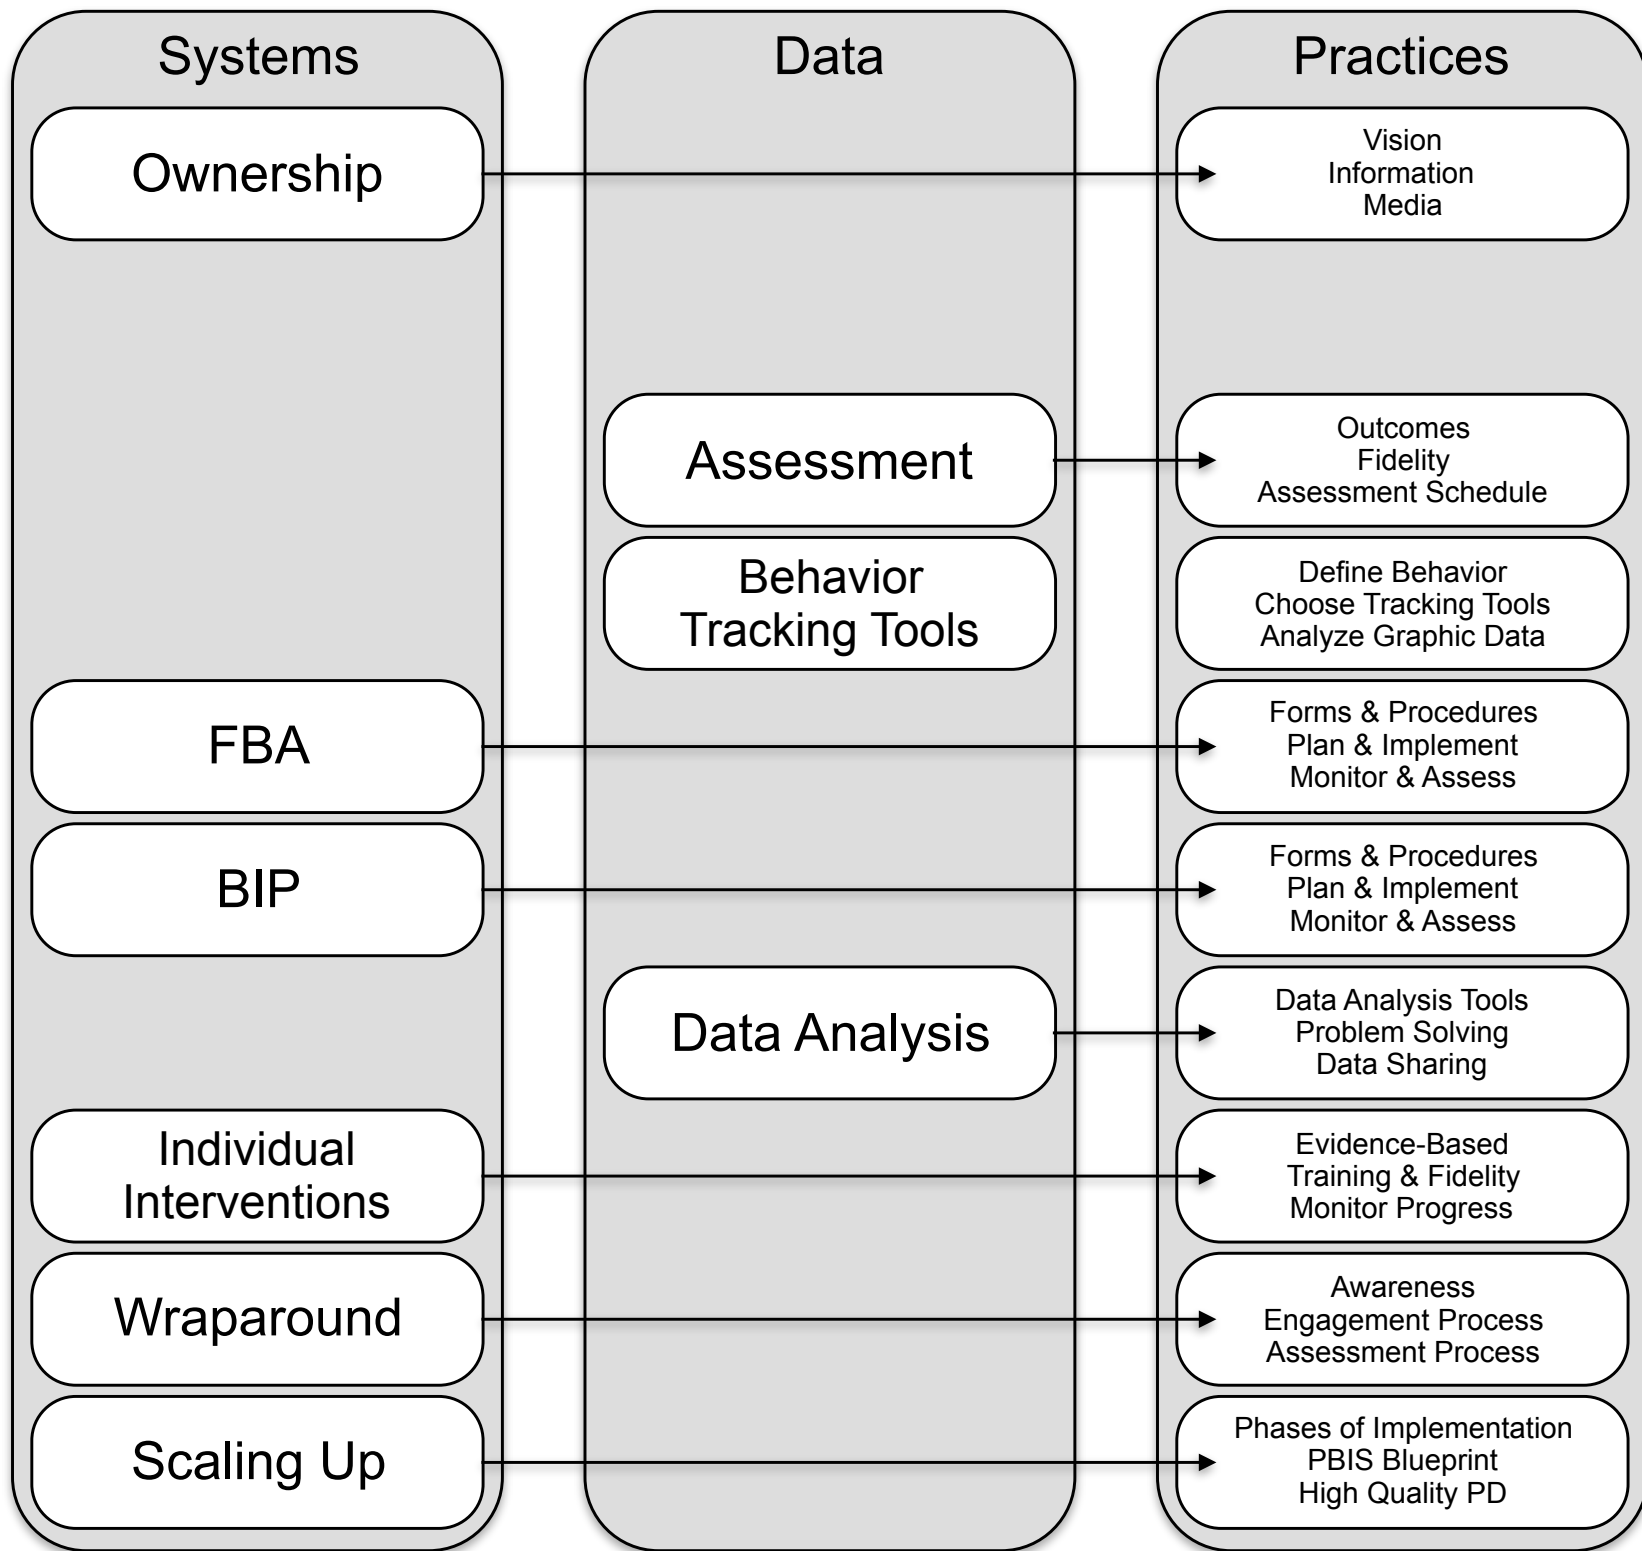 Systems
Data
Practices
Ownership
Vision
Information
Media
Assessment
Outcomes
Fidelity
Assessment Schedule
Behavior
Tracking Tools
Define Behavior
Choose Tracking Tools
Analyze Graphic Data
FBA
Forms & Procedures
Plan & Implement
Monitor & Assess
BIP
Forms & Procedures
Plan & Implement
Monitor & Assess
Data Analysis
Data Analysis Tools
Problem Solving
Data Sharing
Individual
Interventions
Evidence-Based
Training & Fidelity
Monitor Progress
Wraparound
Awareness
Engagement Process
Assessment Process
Scaling Up
Phases of Implementation
PBIS Blueprint
High Quality PD